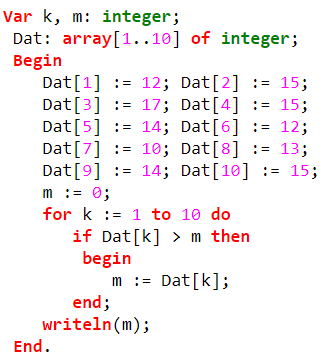 Var k, m: integer;
Dat: array[1..10] of integer;
Begin
Dat[1] := 12; Dat[2] := 15;
Dat[3] := 17; Dat[4] := 15;
Dat[5] := 14; Dat[6] := 12;
Dat[7] := 10; Dat[8] := 13;
Dat[9] := 14; Dat[10] := 15;
m := 0;
for k := 1 to 10 do
if Dat[k] > m then
begin
m := Dat[k];
end;
writeln(m);
End.